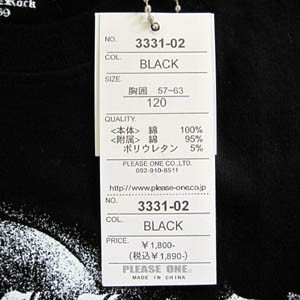 Rock
NO. 3331-02
COL. BLACK
SIZE.
胸囲 57~63
120
QUALITY.
<本体> 綿 100%
<附属> 綿 95%
ポリウレタン 5%
PLEASE ONE CO.,LTD.
052-910-8511
http://www.please-one.co.jp
NO. 3331-02
COL. BLACK
PRICE. ¥1,800-
(税込¥1,890-)
PLEASE ONE.
MADE IN CHINA